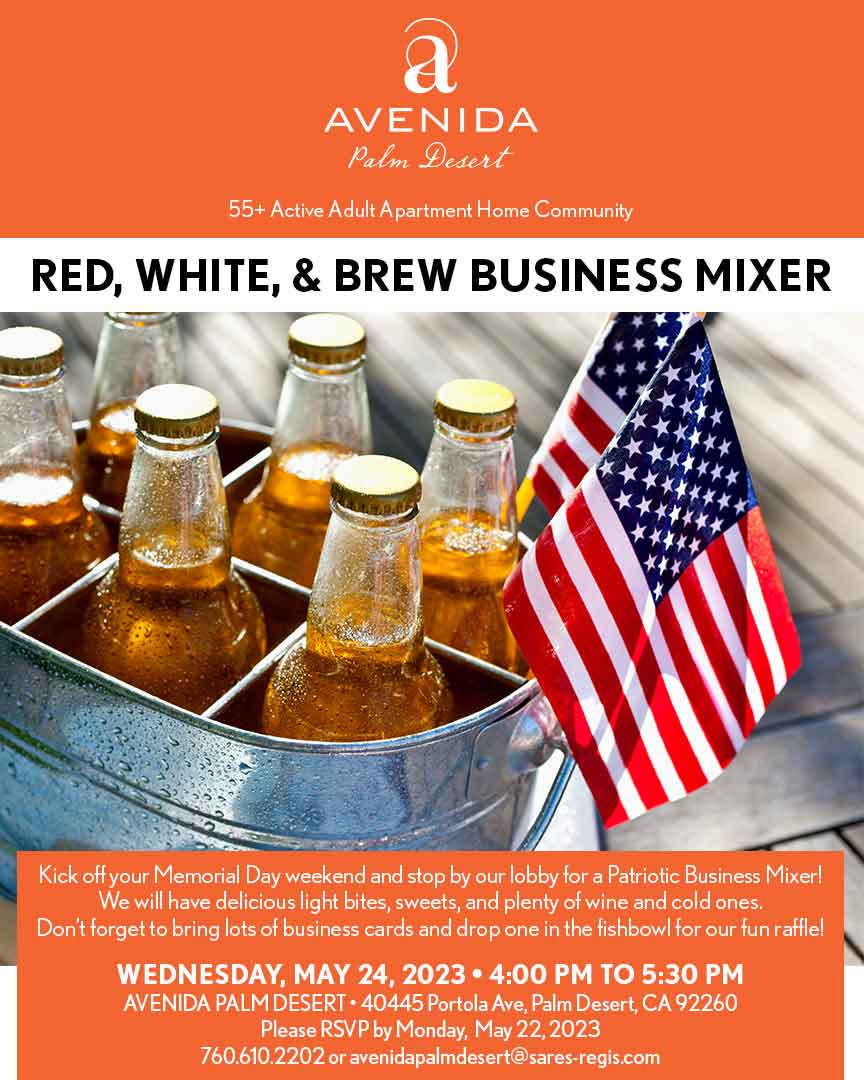 a
AVENIDA
Palm Desert
55+ Active Adult Apartment Home Community
RED, WHITE, & BREW BUSINESS MIXER
Kick off your Memorial Day weekend and stop by our lobby for a Patriotic Business Mixer!
We will have delicious light bites, sweets, and plenty of wine and cold ones.
Don't forget to bring lots of business cards and drop one in the fishbowl for our fun raffle!
WEDNESDAY, MAY 24, 2023 • 4:00 PM TO 5:30 PM
AVENIDA PALM DESERT • 40445 Portola Ave, Palm Desert, CA 92260
Please RSVP by Monday, May 22, 2023
760.610.2202 or avenidapalmdesert@sares-regis.com